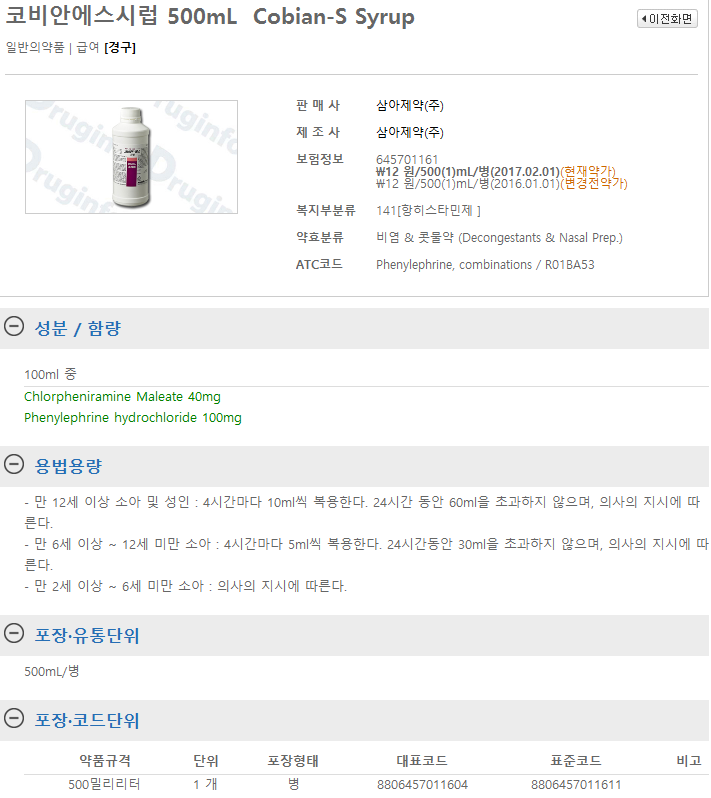 코비안에스시럽 500mL Cobian-S Syrup
이전화면
일반의약품 | 급여 [경구]
Druginfo
판 매 사 삼아제약(주)
제 조 사 삼아제약(주)
보험정보 645701161
₩12 원/500(1)mL/병(2017.02.01)(현재약가)
₩12 원/500(1)mL/병(2016.01.01)(변경전약가)
복지부분류 141[항히스타민제 ]
약효분류 비염 & 콧물약 (Decongestants & Nasal Prep.)
ATC코드 Phenylephrine, combinations / R01BA53
성분 / 함량
100ml 중
Chlorpheniramine Maleate 40mg
Phenylephrine hydrochloride 100mg
용법용량
- 만 12세 이상 소아 및 성인 : 4시간마다 10ml씩 복용한다. 24시간 동안 60ml을 초과하지 않으며, 의사의 지시에 따
른다.
- 만 6세 이상 ~ 12세 미만 소아 : 4시간마다 5ml씩 복용한다. 24시간동안 30ml을 초과하지 않으며, 의사의 지시에 따
른다.
- 만 2세 이상 ~ 6세 미만 소아 : 의사의 지시에 따른다.
포장·유통단위
500mL/병
포장·코드단위
약품규격 단위 포장형태 대표코드 표준코드 비고
500밀리리터 1 개 병 8806457011604 8806457011611